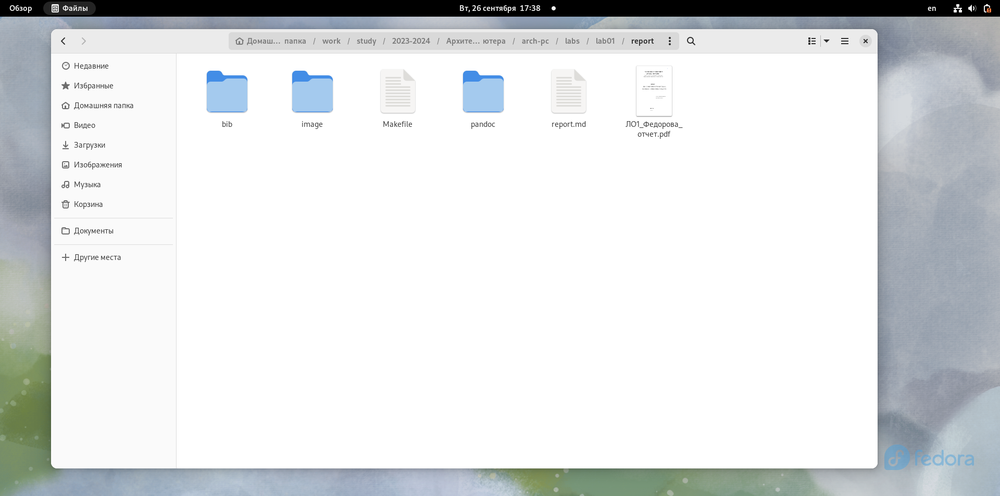 Обзор
Файлы
Вт, 26 сентября 17:38
en
Домаш… папка / work / study / 2023-2024 / Архите… ютера / arch-pc / labs / lab01 / report
Недавние
Избранные
Домашняя папка
Видео
Загрузки
Изображения
Музыка
Корзина
Документы
Другие места
bib
image
Makefile
pandoc
report.md
ЛО1_Федорова_
отчет.pdf
fedora